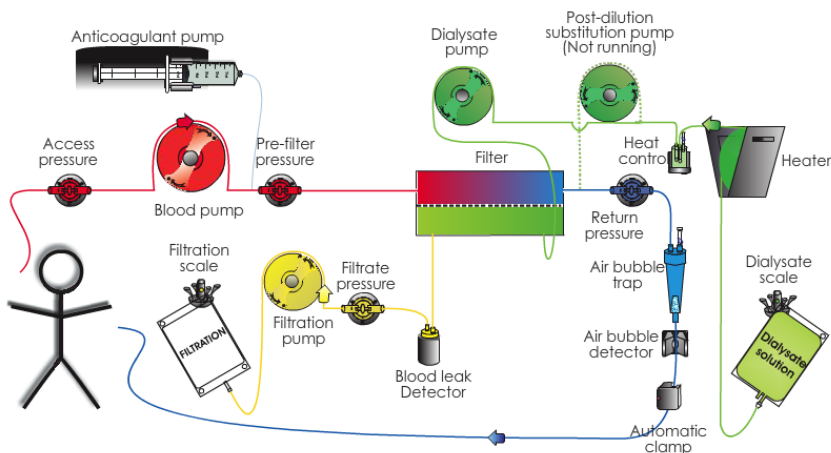 Anticoagulant pump
Dialysate
pump
Post-dilution
substitution pump
(Not running)
Access
pressure
Pre-filter
pressure
Blood pump
Filter
Heat
control
Heater
Return
pressure
Filtration
scale
Filtrate
pressure
Filtration
pump
Air bubble
trap
Dialysate
scale
FILTRATION
Air bubble
detector
Dialysate
solution
Blood leak
Detector
Automatic
clamp